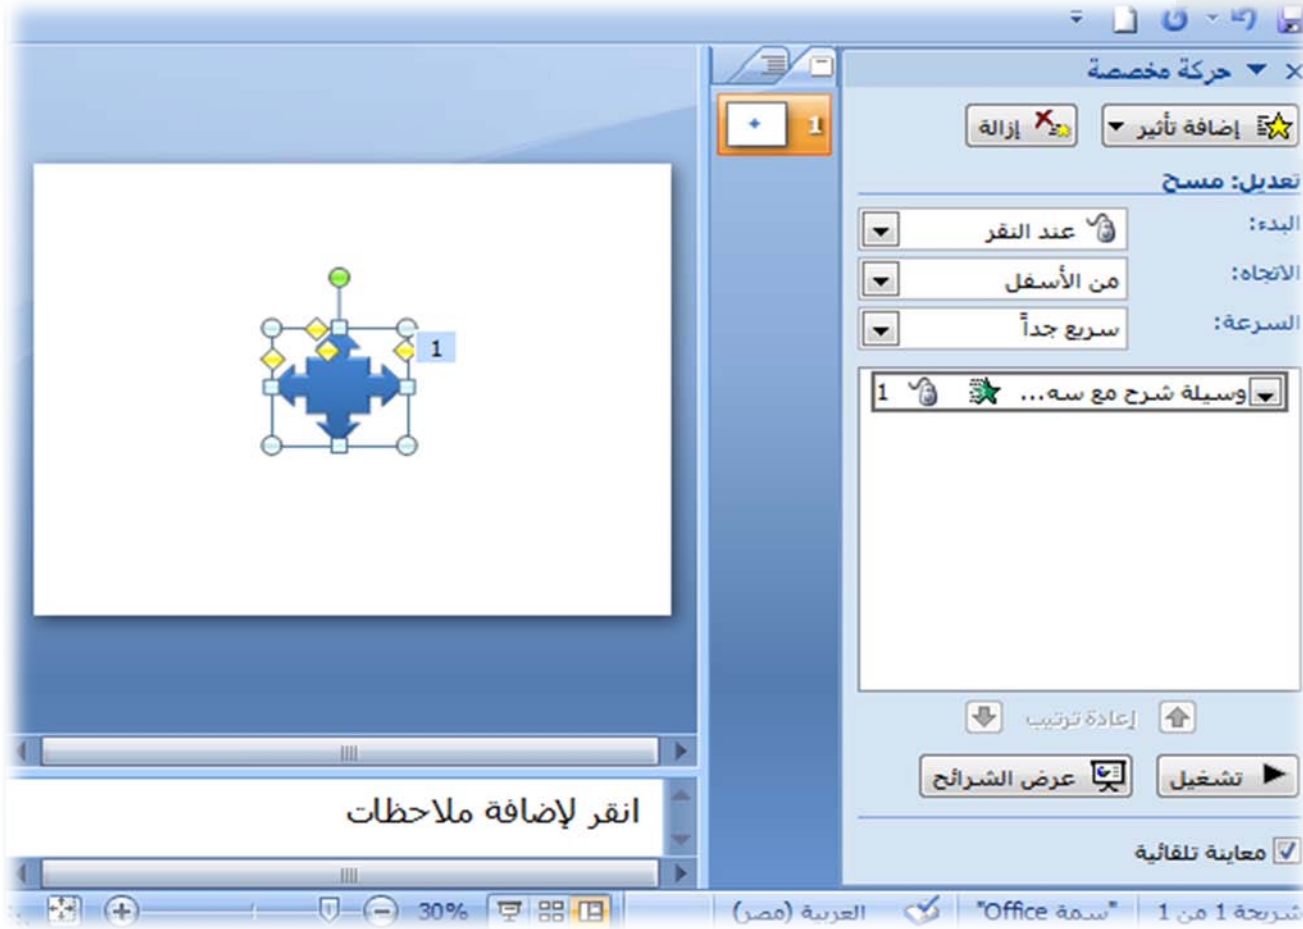 حركة مخصصة
إضافة تأثير
إزالة
تعديل: مسح
البدء:
عند النقر
الاتجاه:
من الأسفل
السرعة:
سريع جداً
وسيلة شرح مع سه...
1
إعادة ترتيب
تشغيل
عرض الشرائح
معاينة تلقائية
1
1
انقر لإضافة ملاحظات
شريحة 1 من 1
"سمة Office"
العربية (مصر)
30%